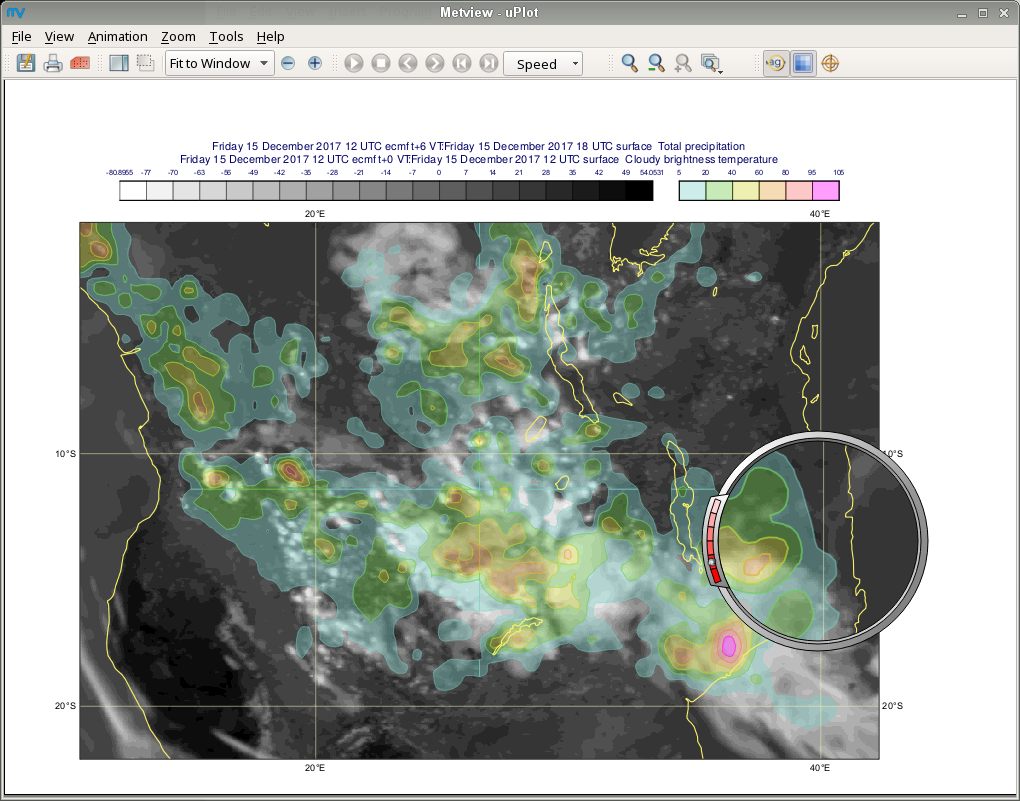 Metview - uPlot
File View Animation Zoom Tools Help
Fit to Window Speed ag
Friday 15 December 2017 12 UTC ecmf t+6 VT:Friday 15 December 2017 18 UTC surface Total precipitation
Friday 15 December 2017 12 UTC ecmf t+0 VT:Friday 15 December 2017 12 UTC surface Cloudy brightness temperature
-80.8955 -77 -70 -63 -56 -49 -42 -35 -28 -21 -14 -7 0 7 14 21 28 35 42 49 54.0531 5 20 40 60 80 95 105
20°E 40°E
10°S 10°S
20°S 20°S
20°E 40°E